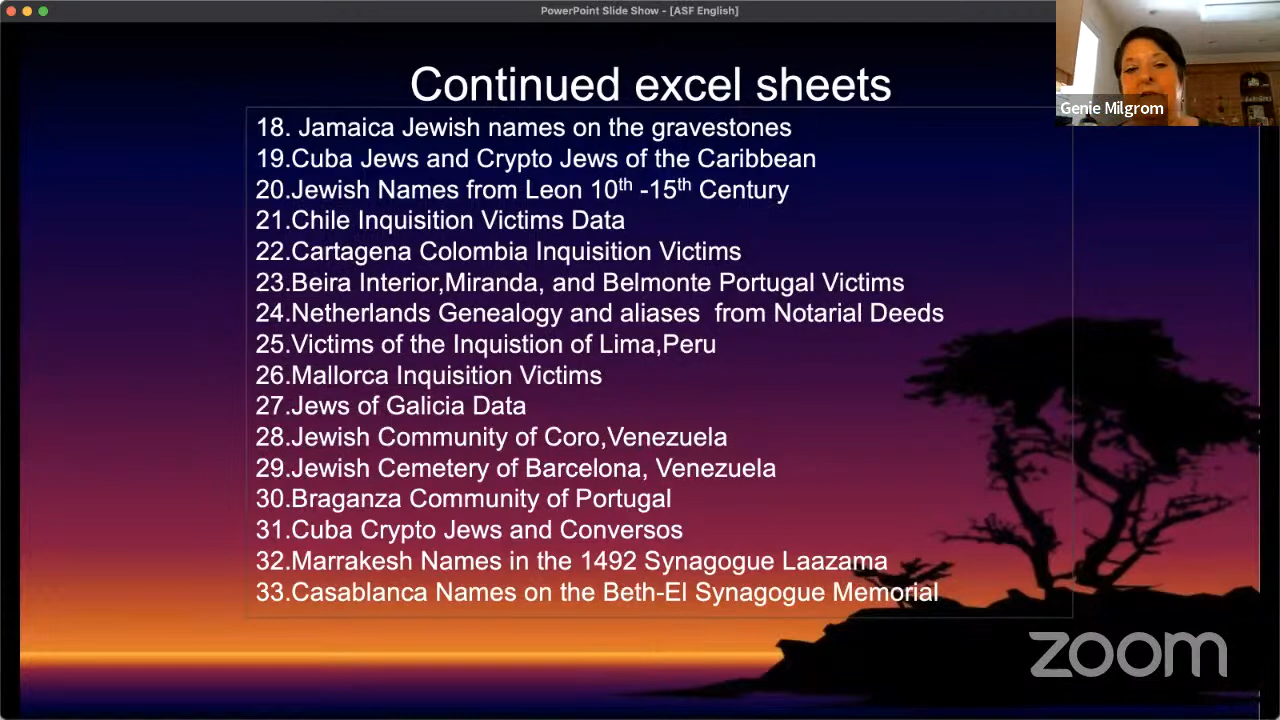 PowerPoint Slide Show - [ASF English]
Genie Milgrom
Continued excel sheets
18. Jamaica Jewish names on the gravestones
19.Cuba Jews and Crypto Jews of the Caribbean
20.Jewish Names from Leon 10th -15th Century
21.Chile Inquisition Victims Data
22.Cartagena Colombia Inquisition Victims
23.Beira Interior,Miranda, and Belmonte Portugal Victims
24.Netherlands Genealogy and aliases  from Notarial Deeds
25.Victims of the Inquistion of Lima,Peru
26.Mallorca Inquisition Victims
27.Jews of Galicia Data
28.Jewish Community of Coro,Venezuela
29.Jewish Cemetery of Barcelona, Venezuela
30.Braganza Community of Portugal
31.Cuba Crypto Jews and Conversos
32.Marrakesh Names in the 1492 Synagogue Laazama
33.Casablanca Names on the Beth-El Synagogue Memorial
zoom